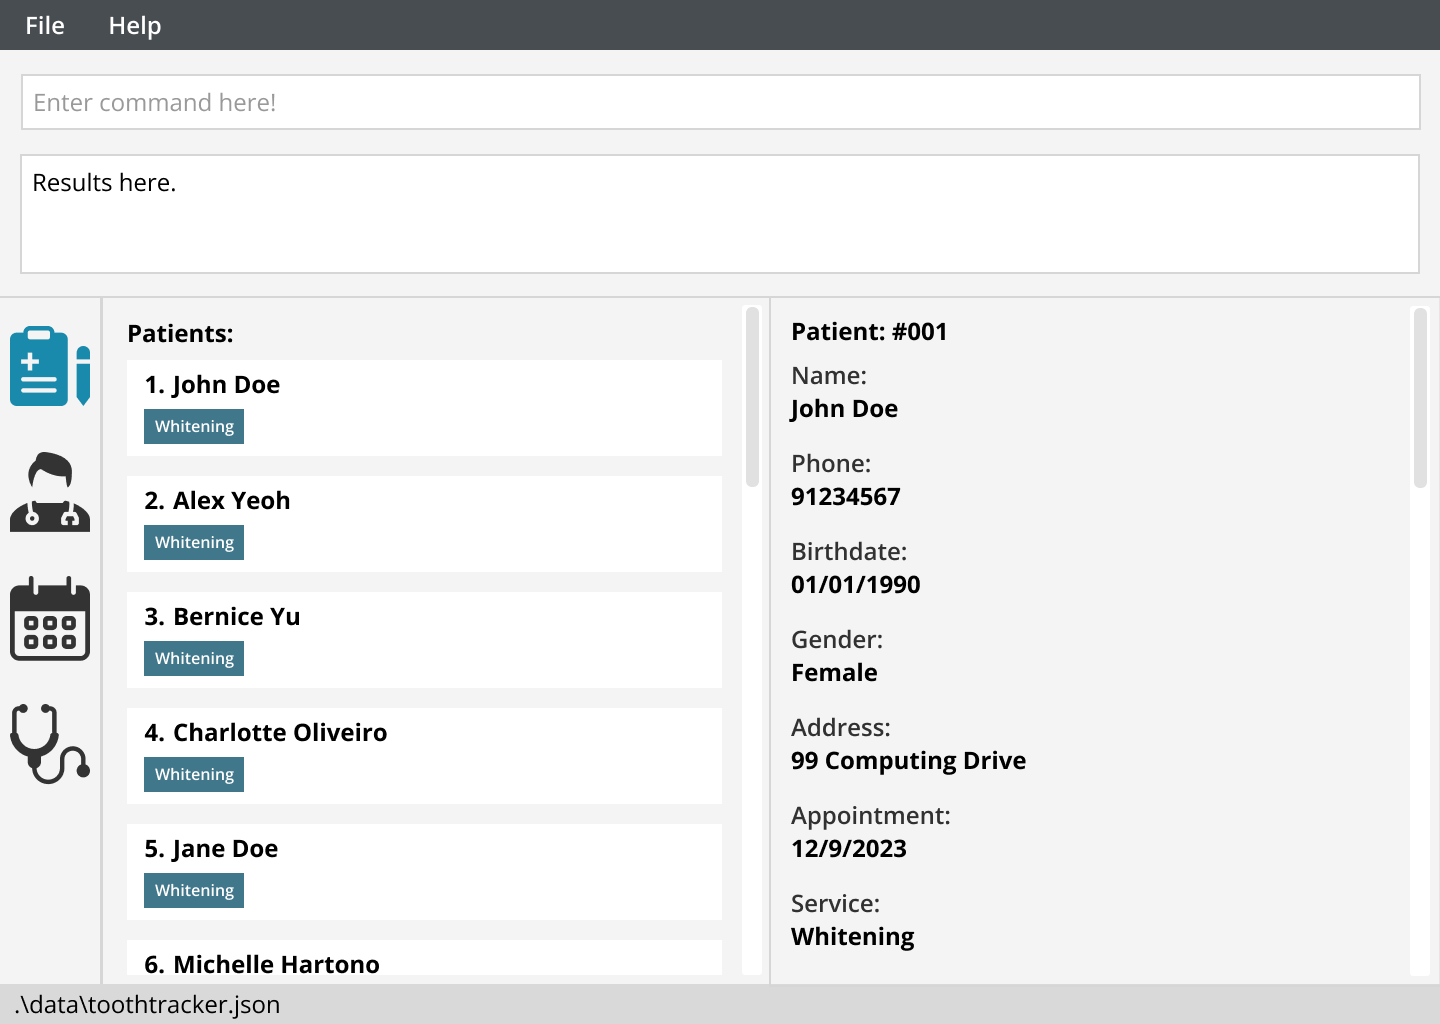 File Help
Enter command here!
Results here.
Patients:
1. John Doe
Whitening
2. Alex Yeoh
Whitening
3. Bernice Yu
Whitening
4. Charlotte Oliveiro
Whitening
5. Jane Doe
Whitening
6. Michelle Hartono
Patient: #001
Name:
John Doe
Phone:
91234567
Birthdate:
01/01/1990
Gender:
Female
Address:
99 Computing Drive
Appointment:
12/9/2023
Service:
Whitening
.\data\toothtracker.json